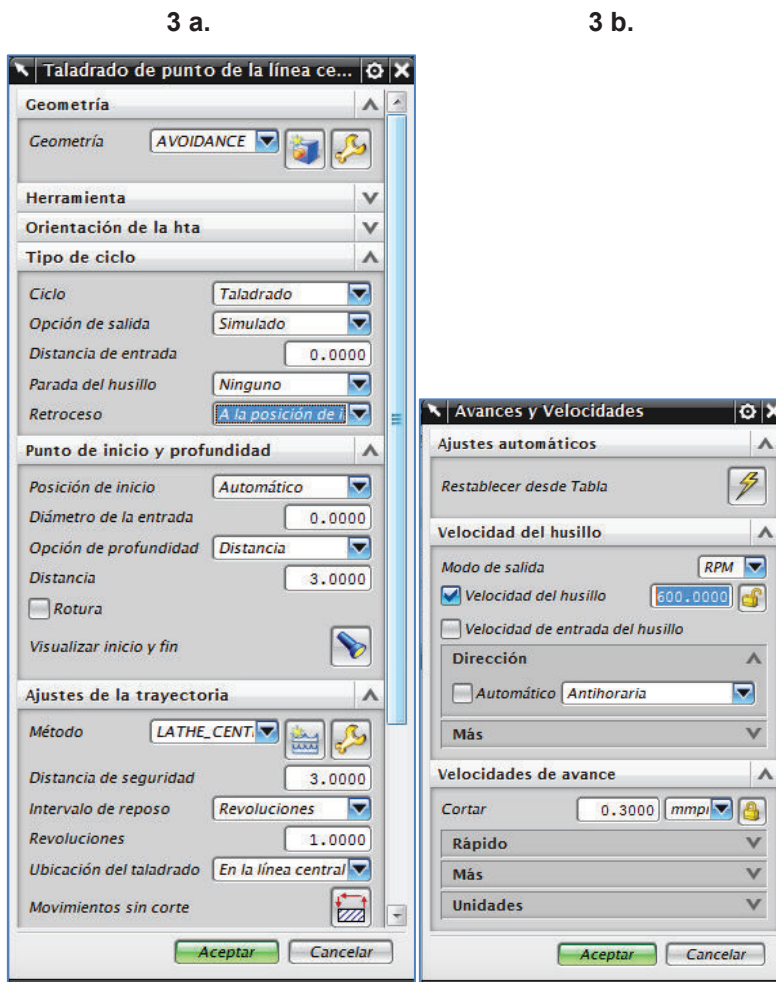 3 a.
3 b.
Taladrado de punto de la línea ce...
Geometría
Geometría AVOIDANCE
Herramienta
Orientación de la hta
Tipo de ciclo
Ciclo Taladrado
Opción de salida Simulado
Distancia de entrada 0.0000
Parada del husillo Ninguno
Retroceso A la posición de i
Punto de inicio y profundidad
Posición de inicio Automático
Diámetro de la entrada 0.0000
Opción de profundidad Distancia
Distancia 3.0000
Rotura
Visualizar inicio y fin
Ajustes de la trayectoria
Método LATHE_CENT
Distancia de seguridad 3.0000
Intervalo de reposo Revoluciones
Revoluciones 1.0000
Ubicación del taladrado En la línea central
Movimientos sin corte
Aceptar Cancelar
Avances y Velocidades
Ajustes automáticos
Restablecer desde Tabla
Velocidad del husillo
Modo de salida RPM
Velocidad del husillo 600.0000
Velocidad de entrada del husillo
Dirección
Automático Antihoraria
Más
Velocidades de avance
Cortar 0.3000 mmp
Rápido
Más
Unidades
Aceptar Cancelar